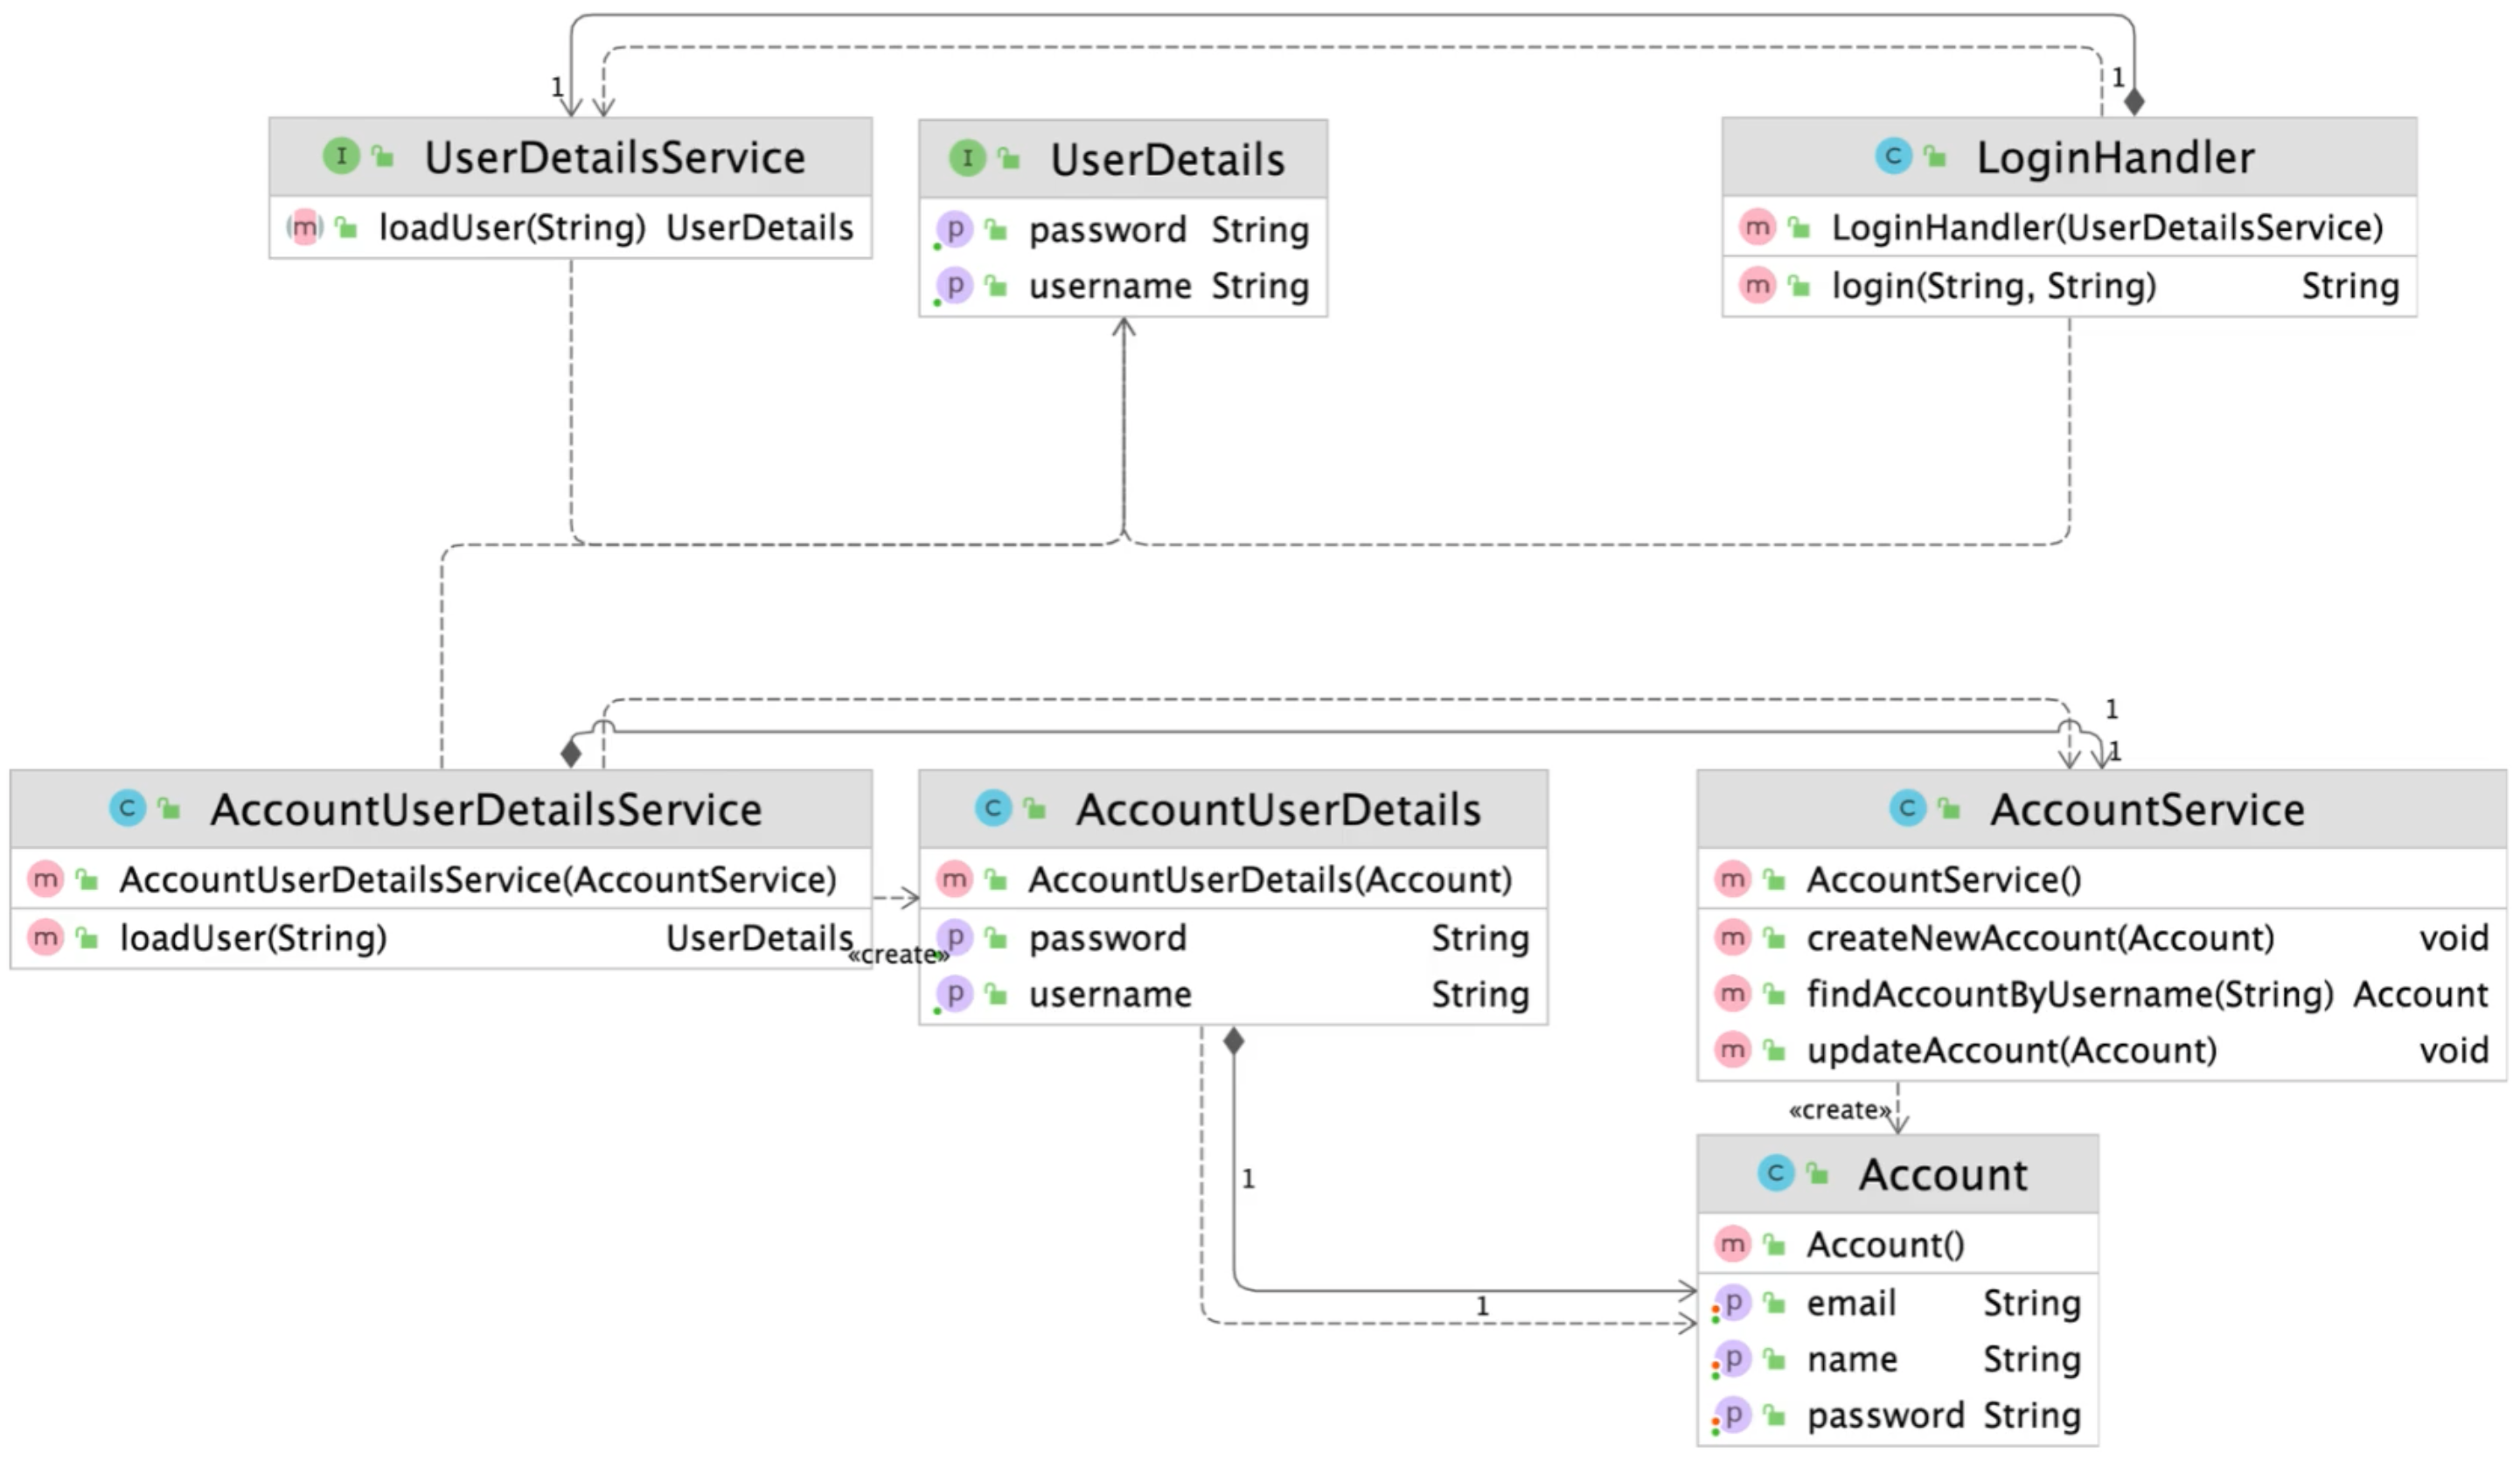 1
1
I UserDetailsService
m loadUser(String) UserDetails
I UserDetails
p password String
p username String
C LoginHandler
m LoginHandler(UserDetailsService)
m login(String, String) String
1
1
C AccountUserDetailsService
m AccountUserDetailsService(AccountService)
m loadUser(String) UserDetails
«create»
C AccountUserDetails
m AccountUserDetails(Account)
p password String
p username String
C AccountService
m AccountService()
m createNewAccount(Account) void
m findAccountByUsername(String) Account
m updateAccount(Account) void
«create»
1
1
C Account
m Account()
p email String
p name String
p password String